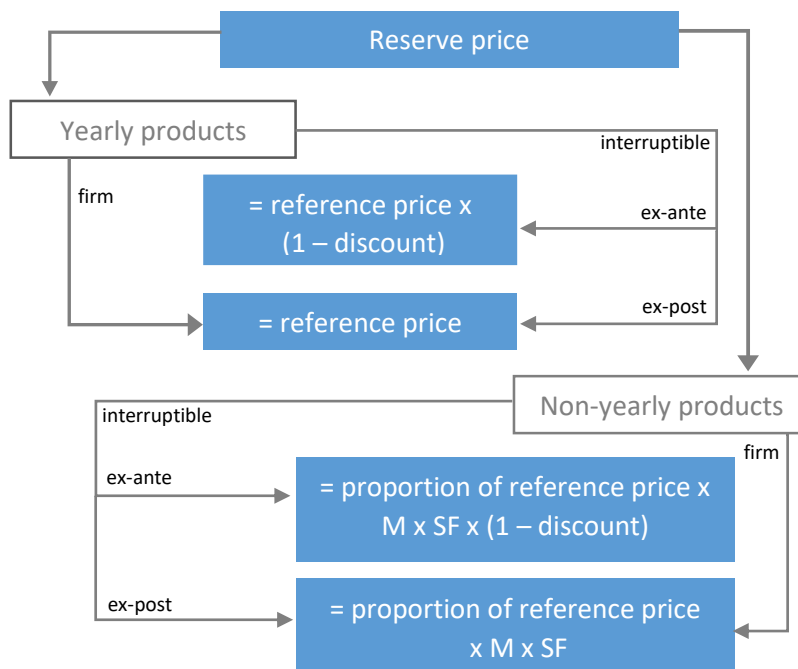 Reserve price
Yearly products
interruptible
firm
= reference price x
(1 – discount)
ex-ante
= reference price
ex-post
Non-yearly products
interruptible
firm
ex-ante
= proportion of reference price x
M x SF x (1 – discount)
ex-post
= proportion of reference price
x M x SF